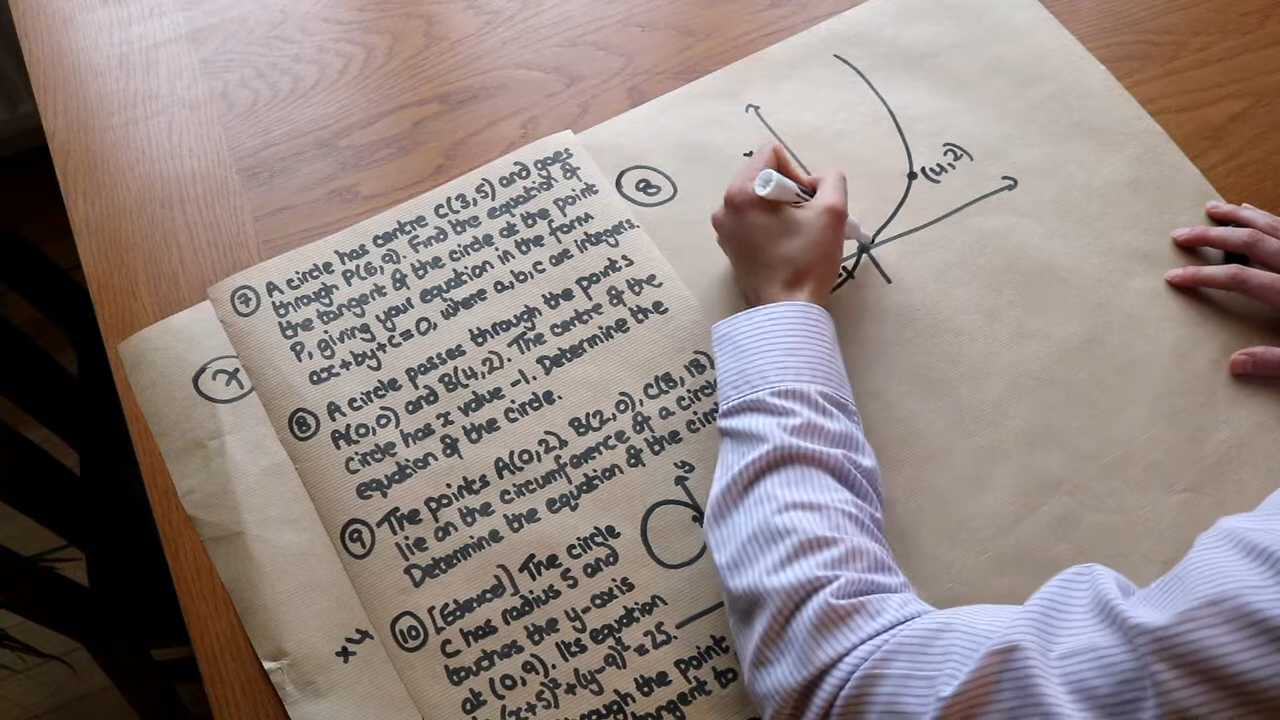 ⑦ A circle has centre C(3,5) and goes
through P(6,9). Find the equation of
the tangent of the circle at the point
P, giving your equation in the form
ax+by+c=0, where a,b,c are integers.
⑧ A circle passes through the points
A(0,0) and B(4,2). The centre of the
circle has x value -1. Determine the
equation of the circle.
⑨ The points A(0,2), B(2,0), C(8,18)
lie on the circumference of a
Determine the equation of the
y
⑩ [Edexcel] The circle
C has radius 5 and
touches the y-axis
at (0,9). Its equation
(x+5)²+(y-9)²=25.
through the point
to
x4
⑦
⑧
(4,2)